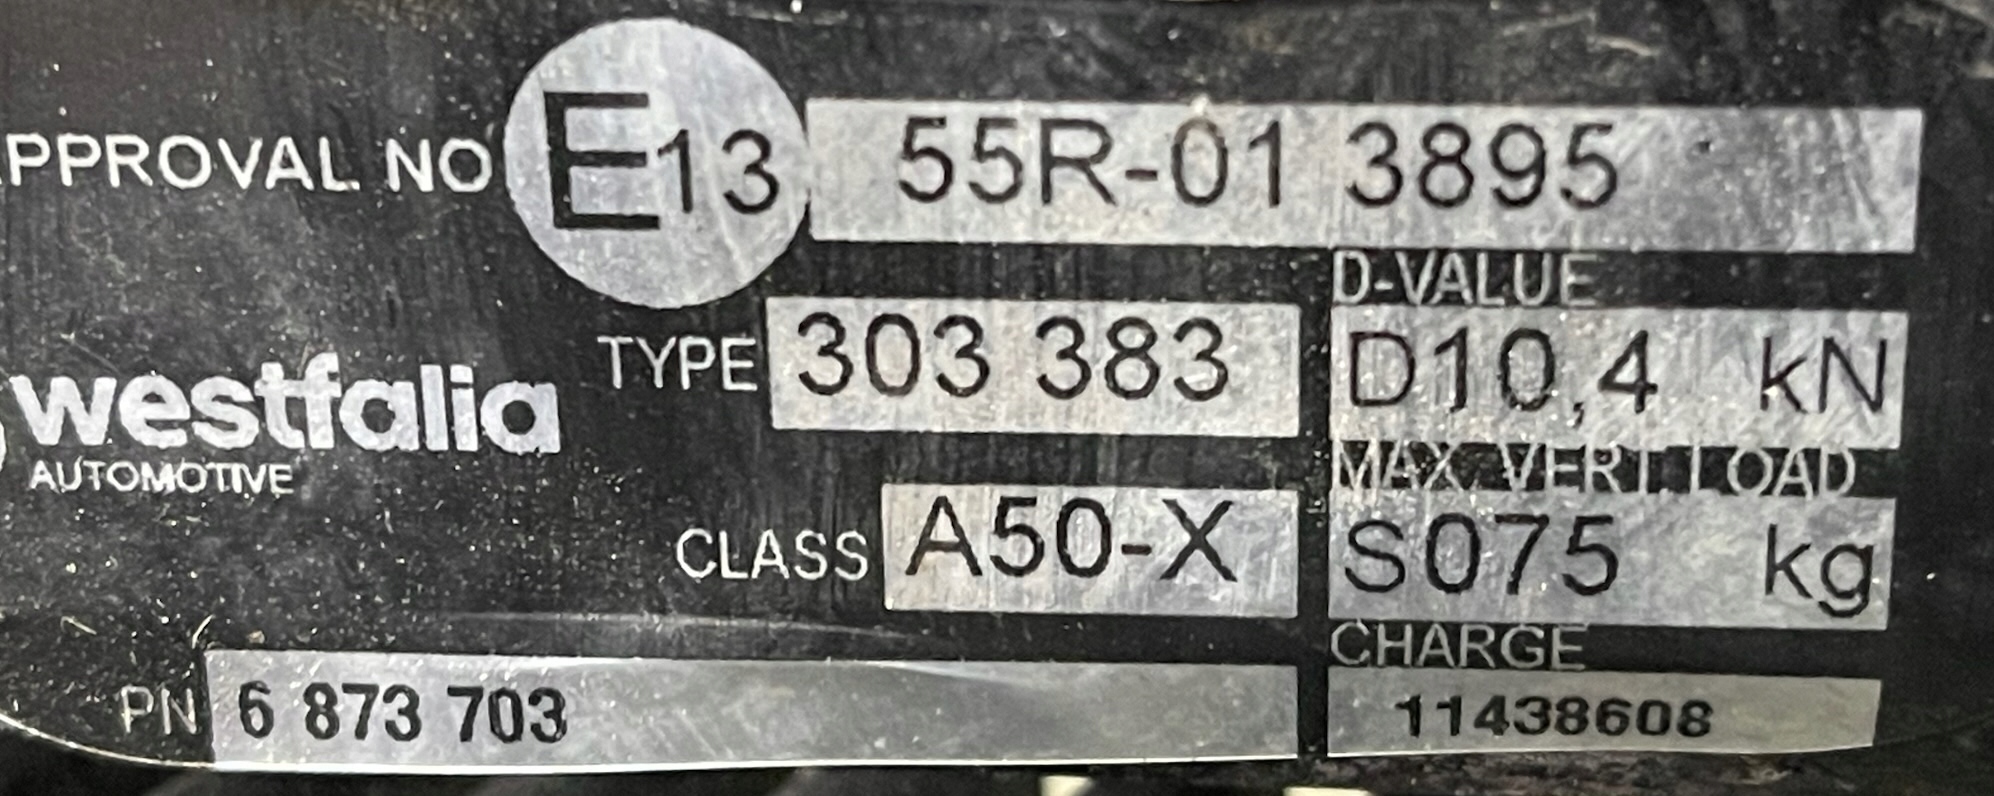 APPROVAL NO E13 55R-01 3895
D-VALUE
TYPE 303 383 D10,4 kN
westfalia
AUTOMOTIVE
MAX. VERT. LOAD
CLASS A50-X S075 kg
CHARGE
PN 6 873 703 11438608